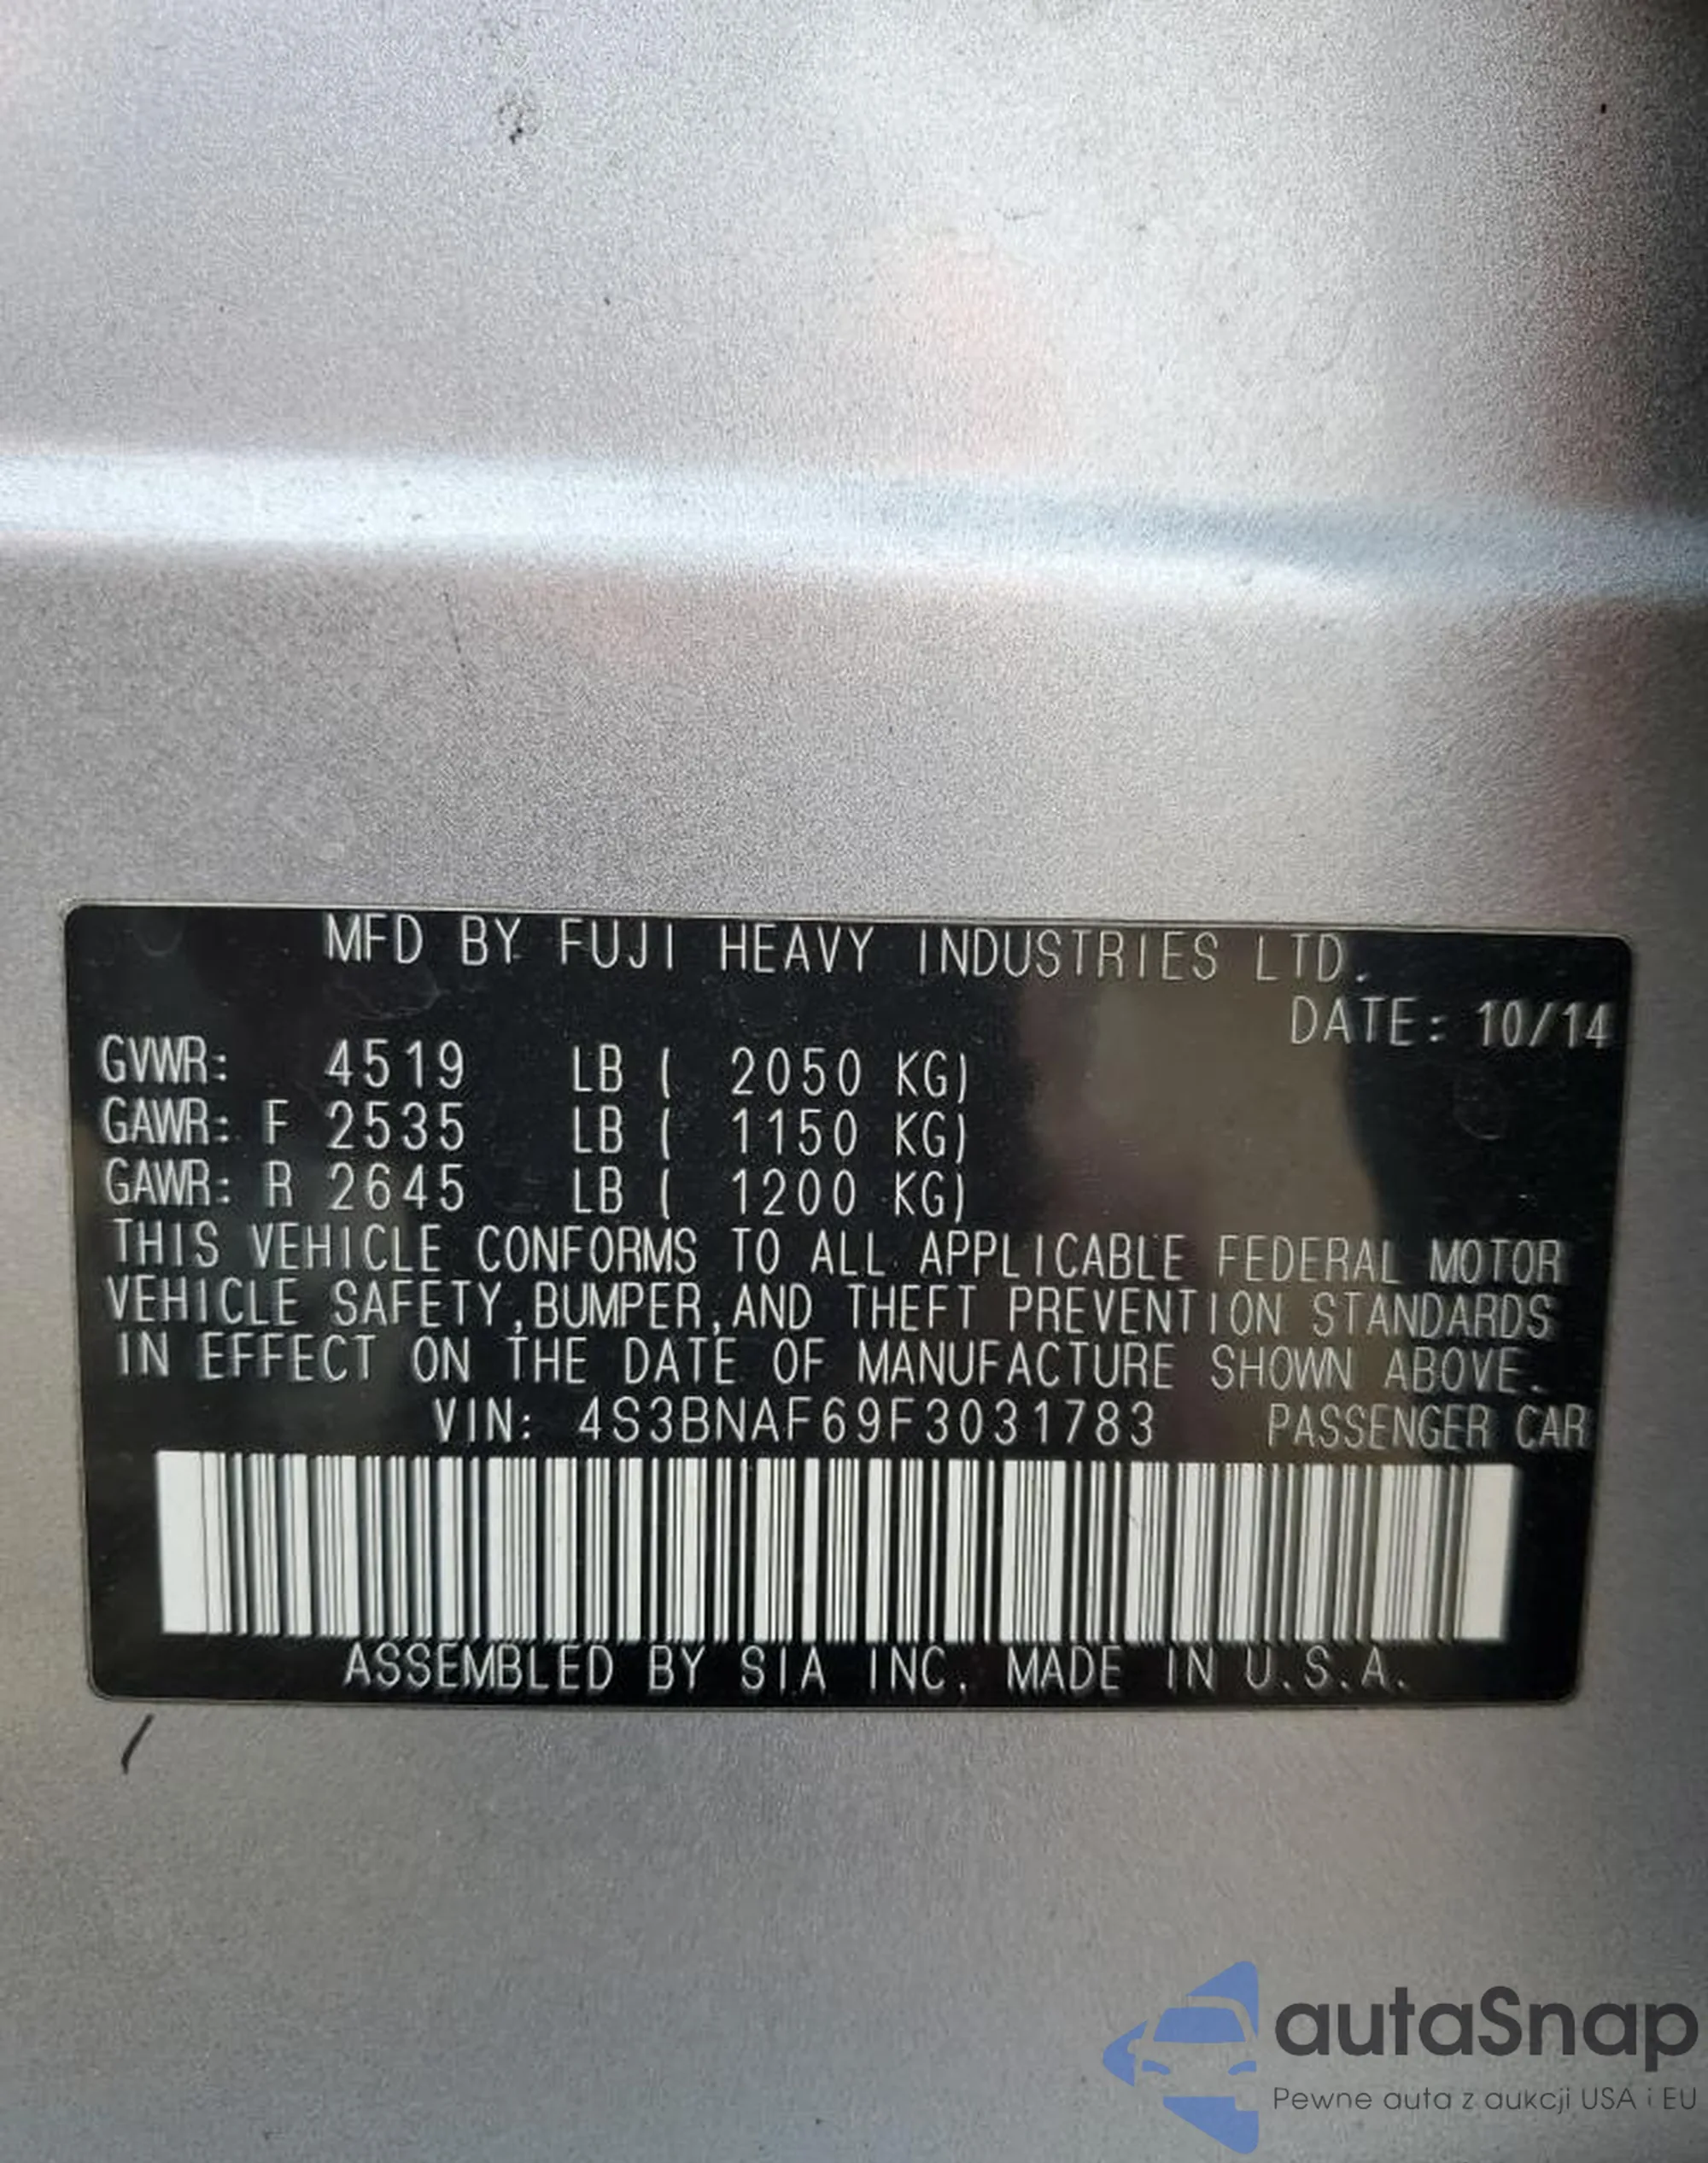 MFD BY FUJI HEAVY INDUSTRIES LTD.
DATE: 10/14
GVWR: 4519 LB ( 2050 KG)
GAWR: F 2535 LB ( 1150 KG)
GAWR: R 2645 LB ( 1200 KG)
THIS VEHICLE CONFORMS TO ALL APPLICABLE FEDERAL MOTOR
VEHICLE SAFETY,BUMPER,AND THEFT PREVENTION STANDARDS
IN EFFECT ON THE DATE OF MANUFACTURE SHOWN ABOVE.
VIN: 4S3BNAF69F3031783 PASSENGER CAR
ASSEMBLED BY SIA INC. MADE IN U.S.A.
autaSnap
Pewne auta z aukcji USA i EU